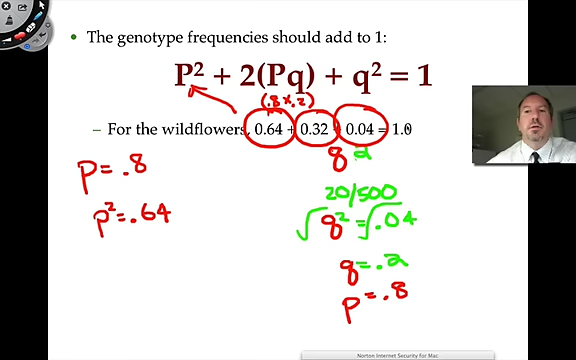 • The genotype frequencies should add to 1:
P² + 2(Pq) + q² = 1
(.8 × .2)
– For the wildflowers, 0.64 + 0.32 + 0.04 = 1.0
q²
P = .8
20/500
P² = .64
√q² = √.04
q = .2
P = .8
Norton Internet Security for Mac